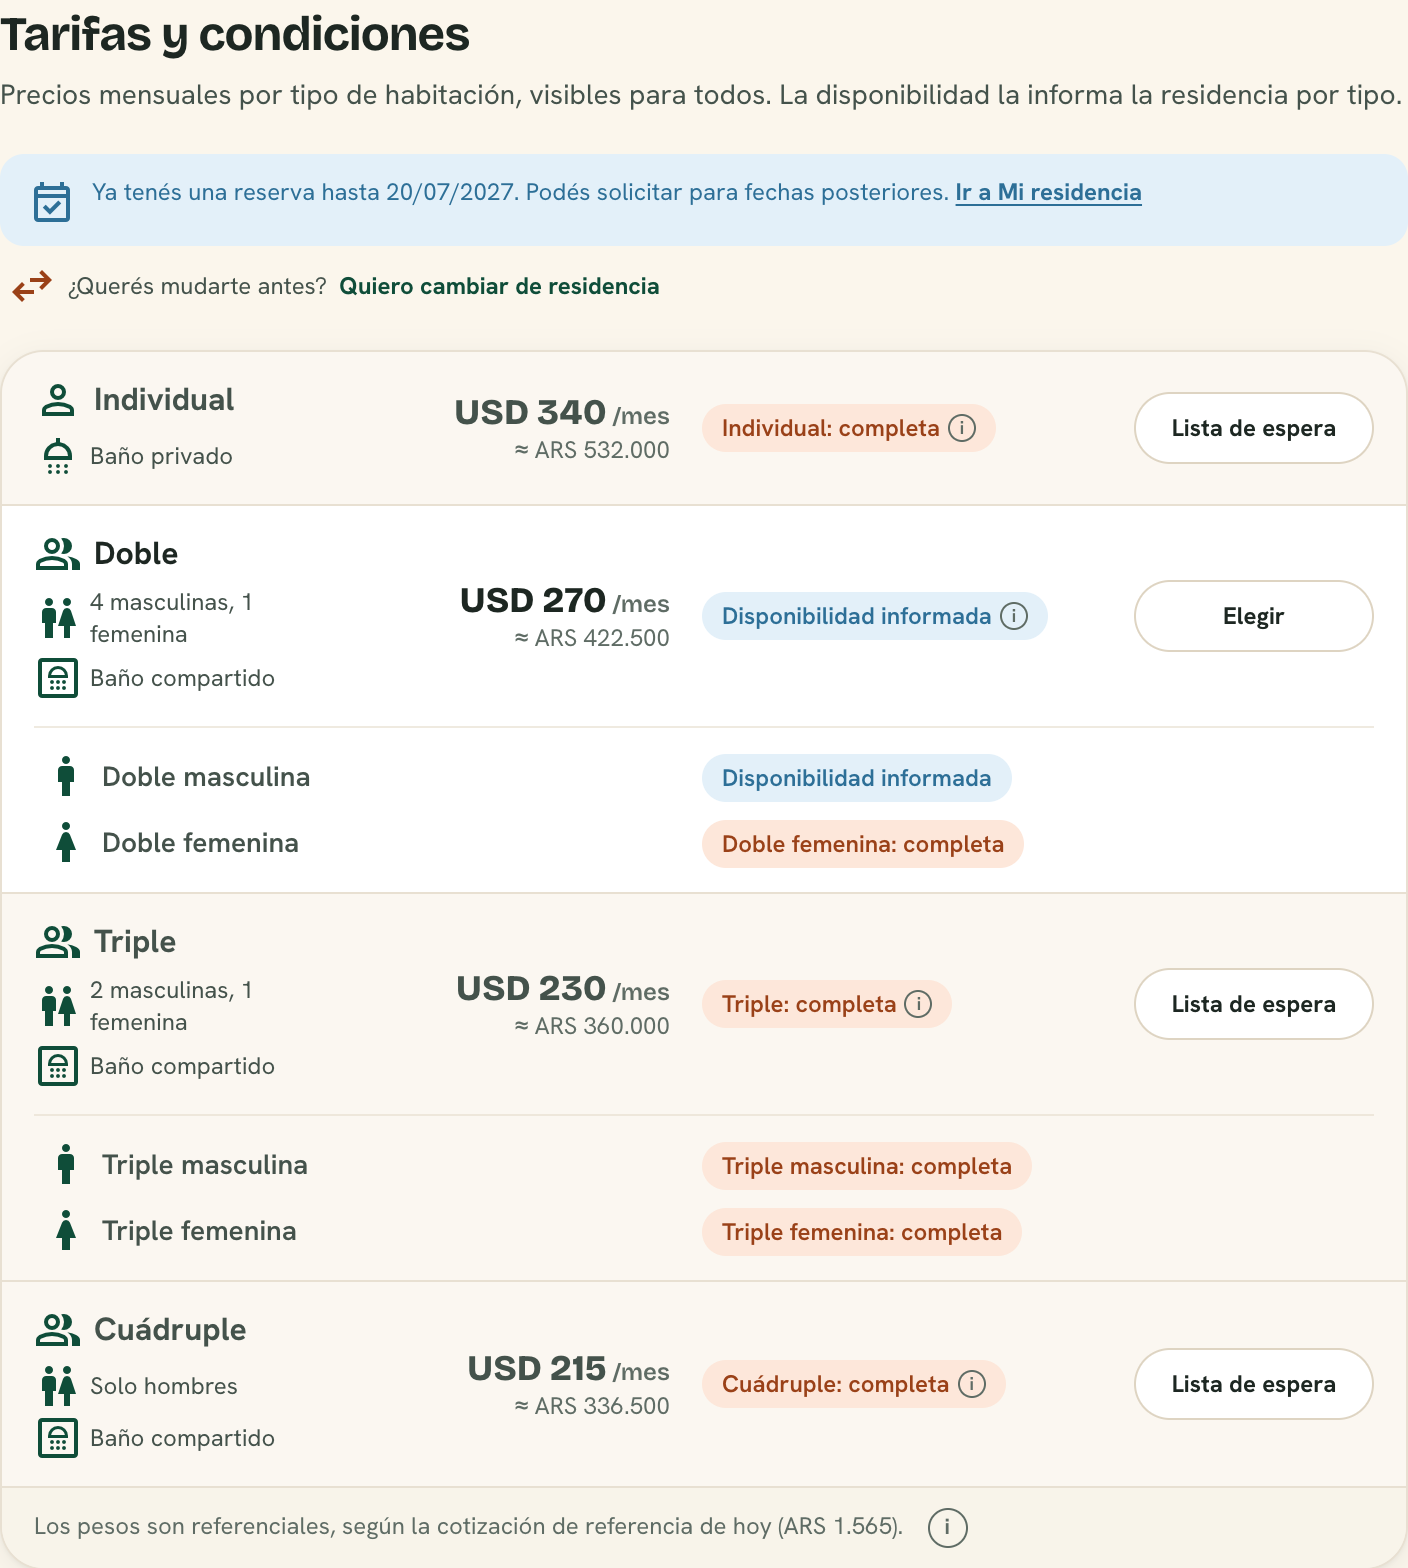 Tarifas y condiciones
Precios mensuales por tipo de habitación, visibles para todos. La disponibilidad la informa la residencia por tipo.
Ya tenés una reserva hasta 20/07/2027. Podés solicitar para fechas posteriores. Ir a Mi residencia
¿Querés mudarte antes? Quiero cambiar de residencia
Individual
Baño privado
USD 340 /mes
≈ ARS 532.000
Individual: completa
Lista de espera
Doble
4 masculinas, 1
femenina
Baño compartido
USD 270 /mes
≈ ARS 422.500
Disponibilidad informada
Elegir
Doble masculina
Disponibilidad informada
Doble femenina
Doble femenina: completa
Triple
2 masculinas, 1
femenina
Baño compartido
USD 230 /mes
≈ ARS 360.000
Triple: completa
Lista de espera
Triple masculina
Triple masculina: completa
Triple femenina
Triple femenina: completa
Cuádruple
Solo hombres
Baño compartido
USD 215 /mes
≈ ARS 336.500
Cuádruple: completa
Lista de espera
Los pesos son referenciales, según la cotización de referencia de hoy (ARS 1.565).